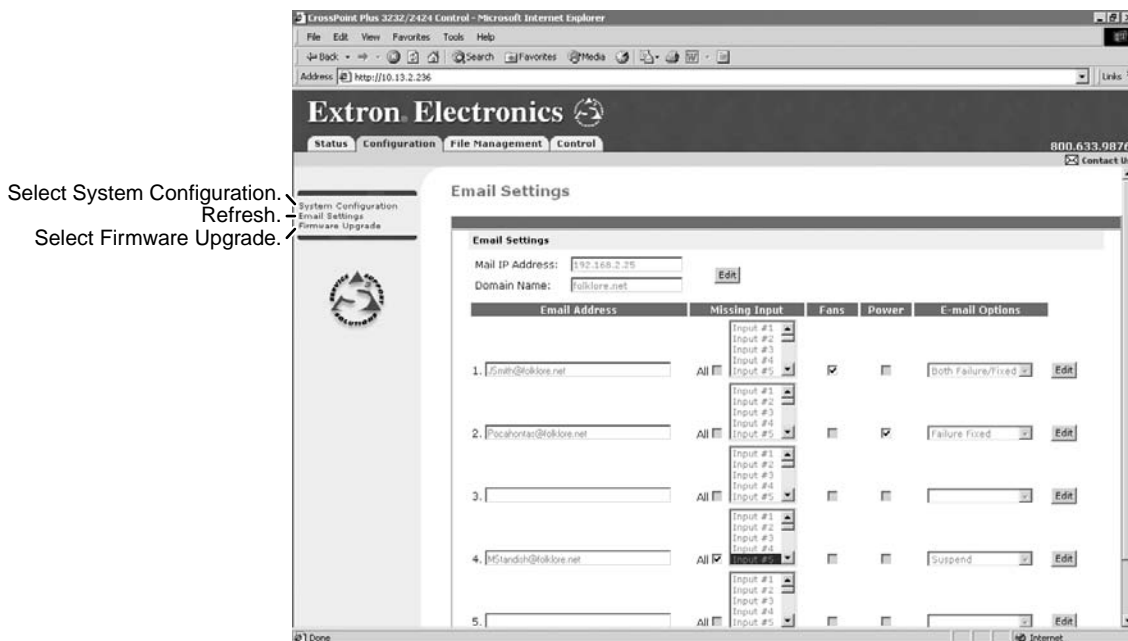 CrossPoint Plus 3232/2424 Control - Microsoft Internet Explorer
File Edit View Favorites Tools Help
Back Search Favorites Media
Address http://10.13.2.236 Links
Extron Electronics
Status Configuration File Management Control
800.633.9876
Contact U
Select System Configuration.
Refresh.
Select Firmware Upgrade.
System Configuration
Email Settings
Firmware Upgrade
SERVICE SUPPORT SOLUTIONS
Email Settings
Email Settings
Mail IP Address: 192.168.2.25
Edit
Domain Name: folklore.net
Email Address Missing Input Fans Power E-mail Options
Input #1
Input #2
Input #3
Input #4
1. JSmith@folklore.net All Input #5 Both Failure/Fixed Edit
Input #1
Input #2
Input #3
Input #4
2. Pocahontas@folklore.net All Input #5 Failure Fixed Edit
Input #1
Input #2
Input #3
Input #4
3. All Input #5 Edit
Input #1
Input #2
Input #3
Input #4
4. MStandish@folklore.net All Input #5 Suspend Edit
Input #1
Input #2
Input #3
Input #4
5. All Input #5 Edit
Done Internet